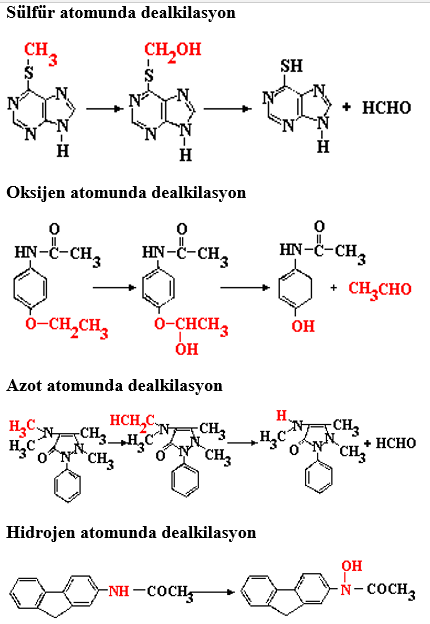 Sülfür atomunda dealkilasyon
CH3 CH2OH
S S SH
N N N N N N
N N N N N N + HCHO
H H H
Oksijen atomunda dealkilasyon
O O O
HN C CH3 HN C CH3 HN C CH3
+ CH3CHO
O-CH2CH3 O-CHCH3 OH
OH
Azot atomunda dealkilasyon
H3C HCH2C H
N CH3 N CH3 N CH3
H3C N CH3 H3C N CH3 H3C N CH3 + HCHO
O N O N O N
Hidrojen atomunda dealkilasyon
OH
NH-COCH3 N-COCH3